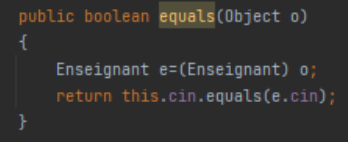 public boolean equals(Object o)
{
Enseignant e=(Enseignant) o;
return this.cin.equals(e.cin);
}